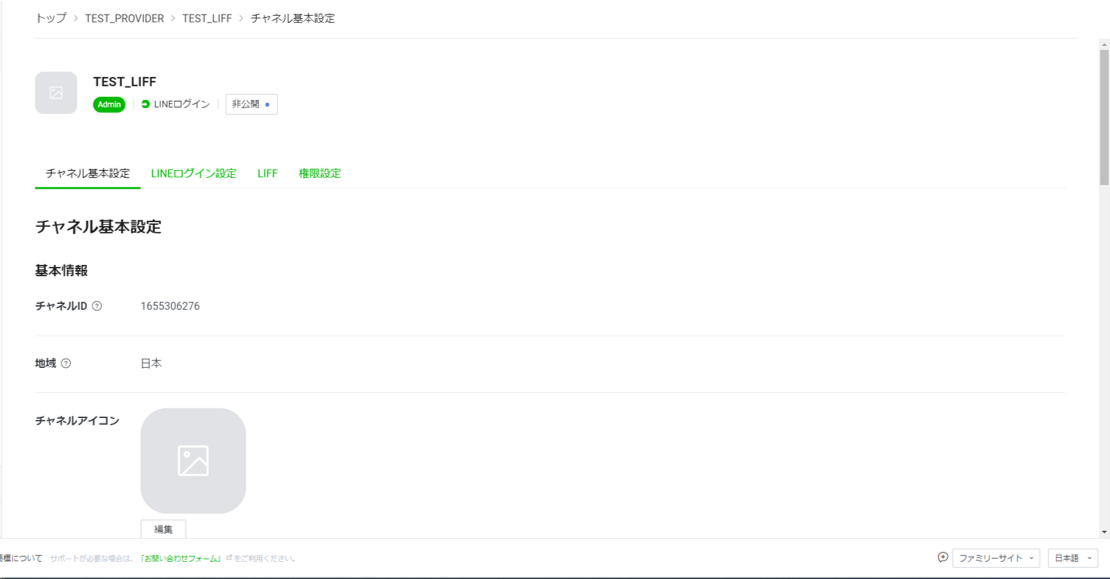 トップ > TEST_PROVIDER > TEST_LIFF > チャネル基本設定
TEST_LIFF
Admin LINEログイン 非公開
チャネル基本設定 LINEログイン設定 LIFF 権限設定
チャネル基本設定
基本情報
チャネルID 1655306276
地域 日本
チャネルアイコン
編集
標について サポートが必要な場合は、「お問い合わせフォーム」をご利用ください。 ファミリーサイト 日本語